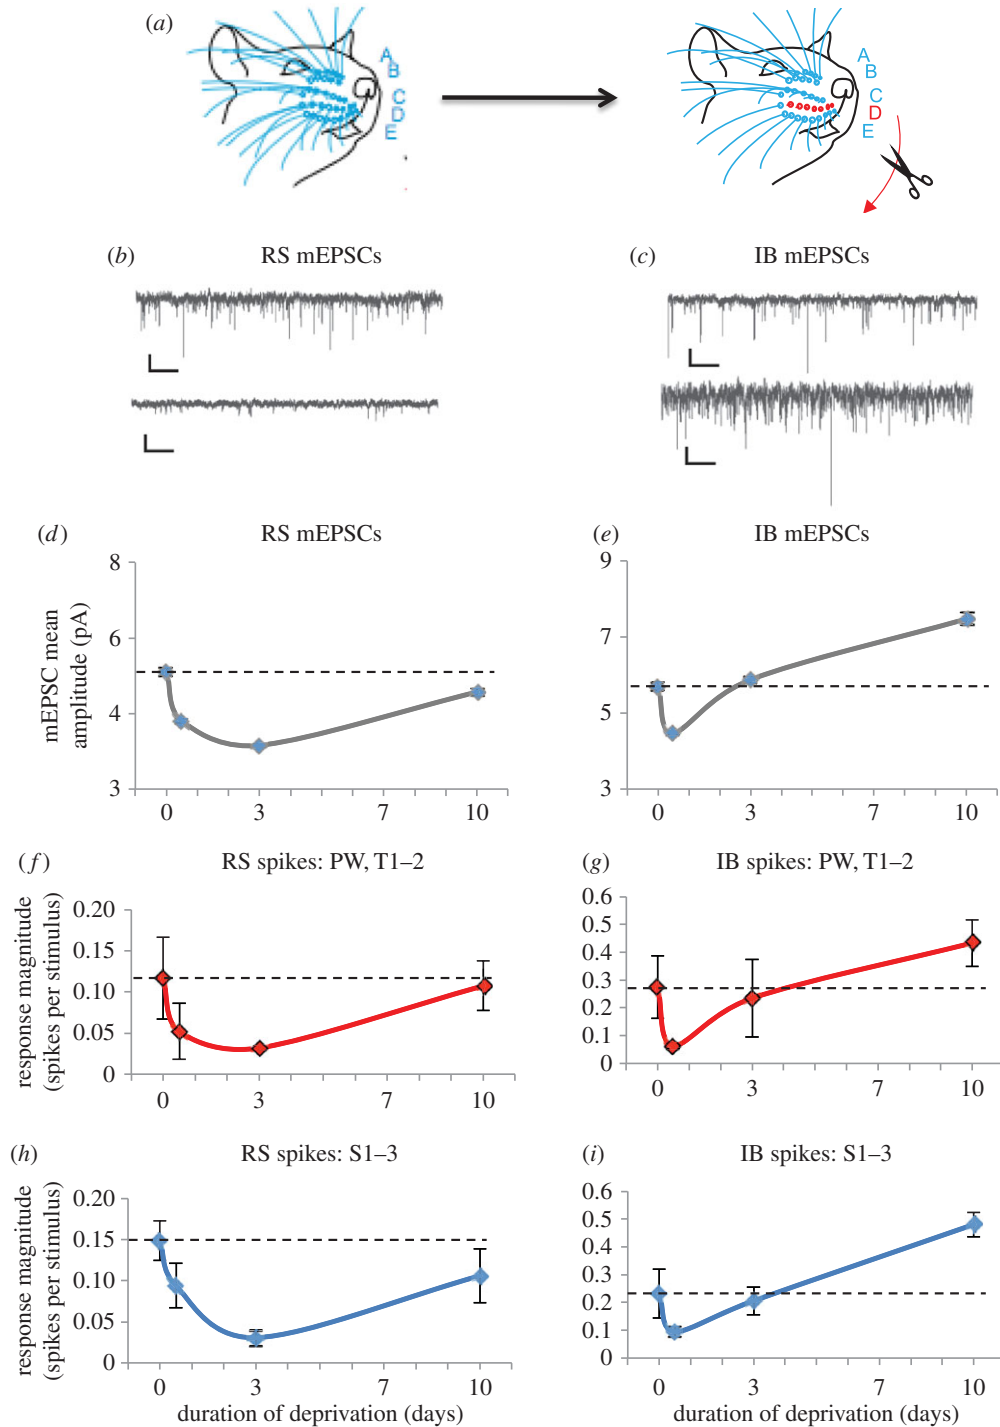 (a)
A
B
C
D
E
A
B
C
D
E
(b) RS mEPSCs
(c) IB mEPSCs
(d) RS mEPSCs
mEPSC mean
amplitude (pA)
8
6
4
3
0 3 7 10
(e) IB mEPSCs
9
7
5
3
0 3 7 10
(f) RS spikes: PW, T1–2
response magnitude
(spikes per stimulus)
0.20
0.15
0.10
0.05
0
0 3 7 10
(g) IB spikes: PW, T1–2
0.6
0.5
0.4
0.3
0.2
0.1
0
0 3 7 10
(h) RS spikes: S1–3
response magnitude
(spikes per stimulus)
0.20
0.15
0.10
0.05
0
0 3 7 10
duration of deprivation (days)
(i) IB spikes: S1–3
0.6
0.5
0.4
0.3
0.2
0.1
0
0 3 7 10
duration of deprivation (days)